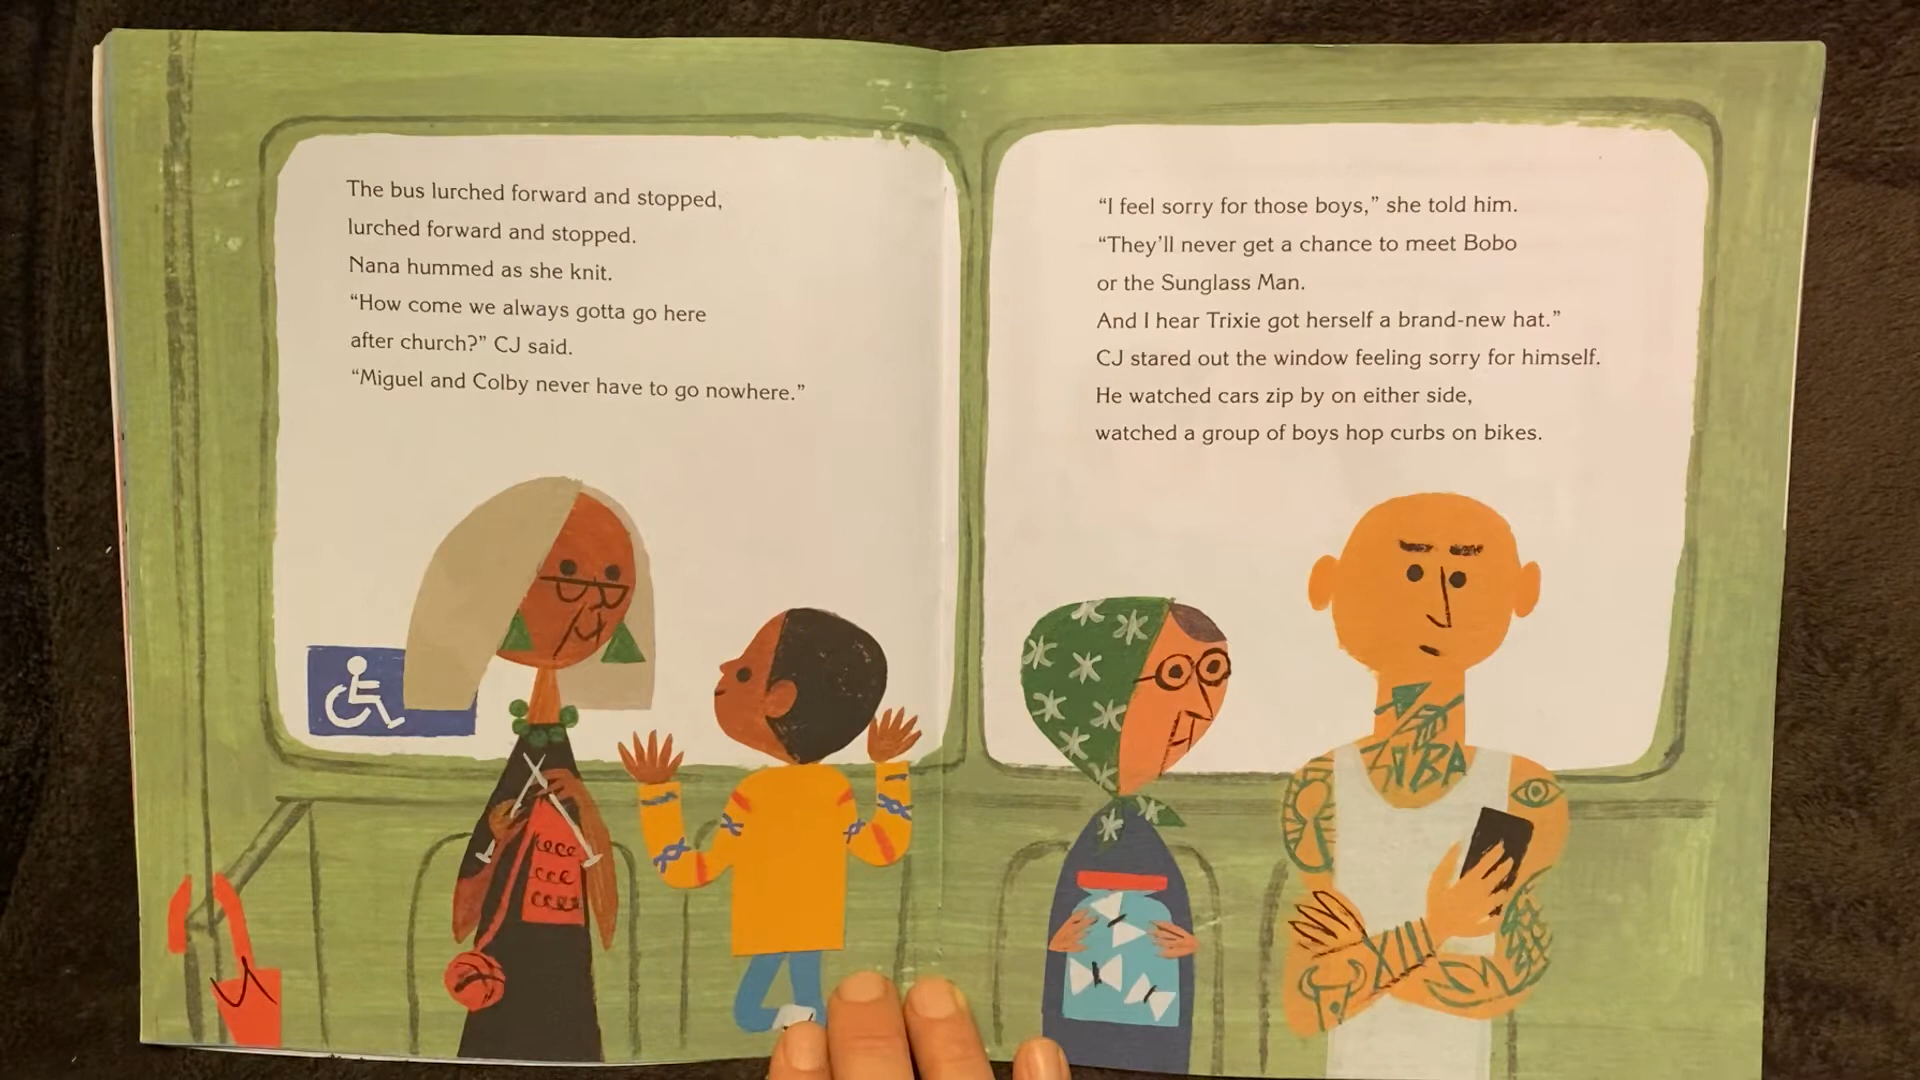 The bus lurched forward and stopped,
lurched forward and stopped.
Nana hummed as she knit.
“How come we always gotta go here
after church?” CJ said.
“Miguel and Colby never have to go nowhere.”
“I feel sorry for those boys,” she told him.
“They’ll never get a chance to meet Bobo
or the Sunglass Man.
And I hear Trixie got herself a brand-new hat.”
CJ stared out the window feeling sorry for himself.
He watched cars zip by on either side,
watched a group of boys hop curbs on bikes.
XIII